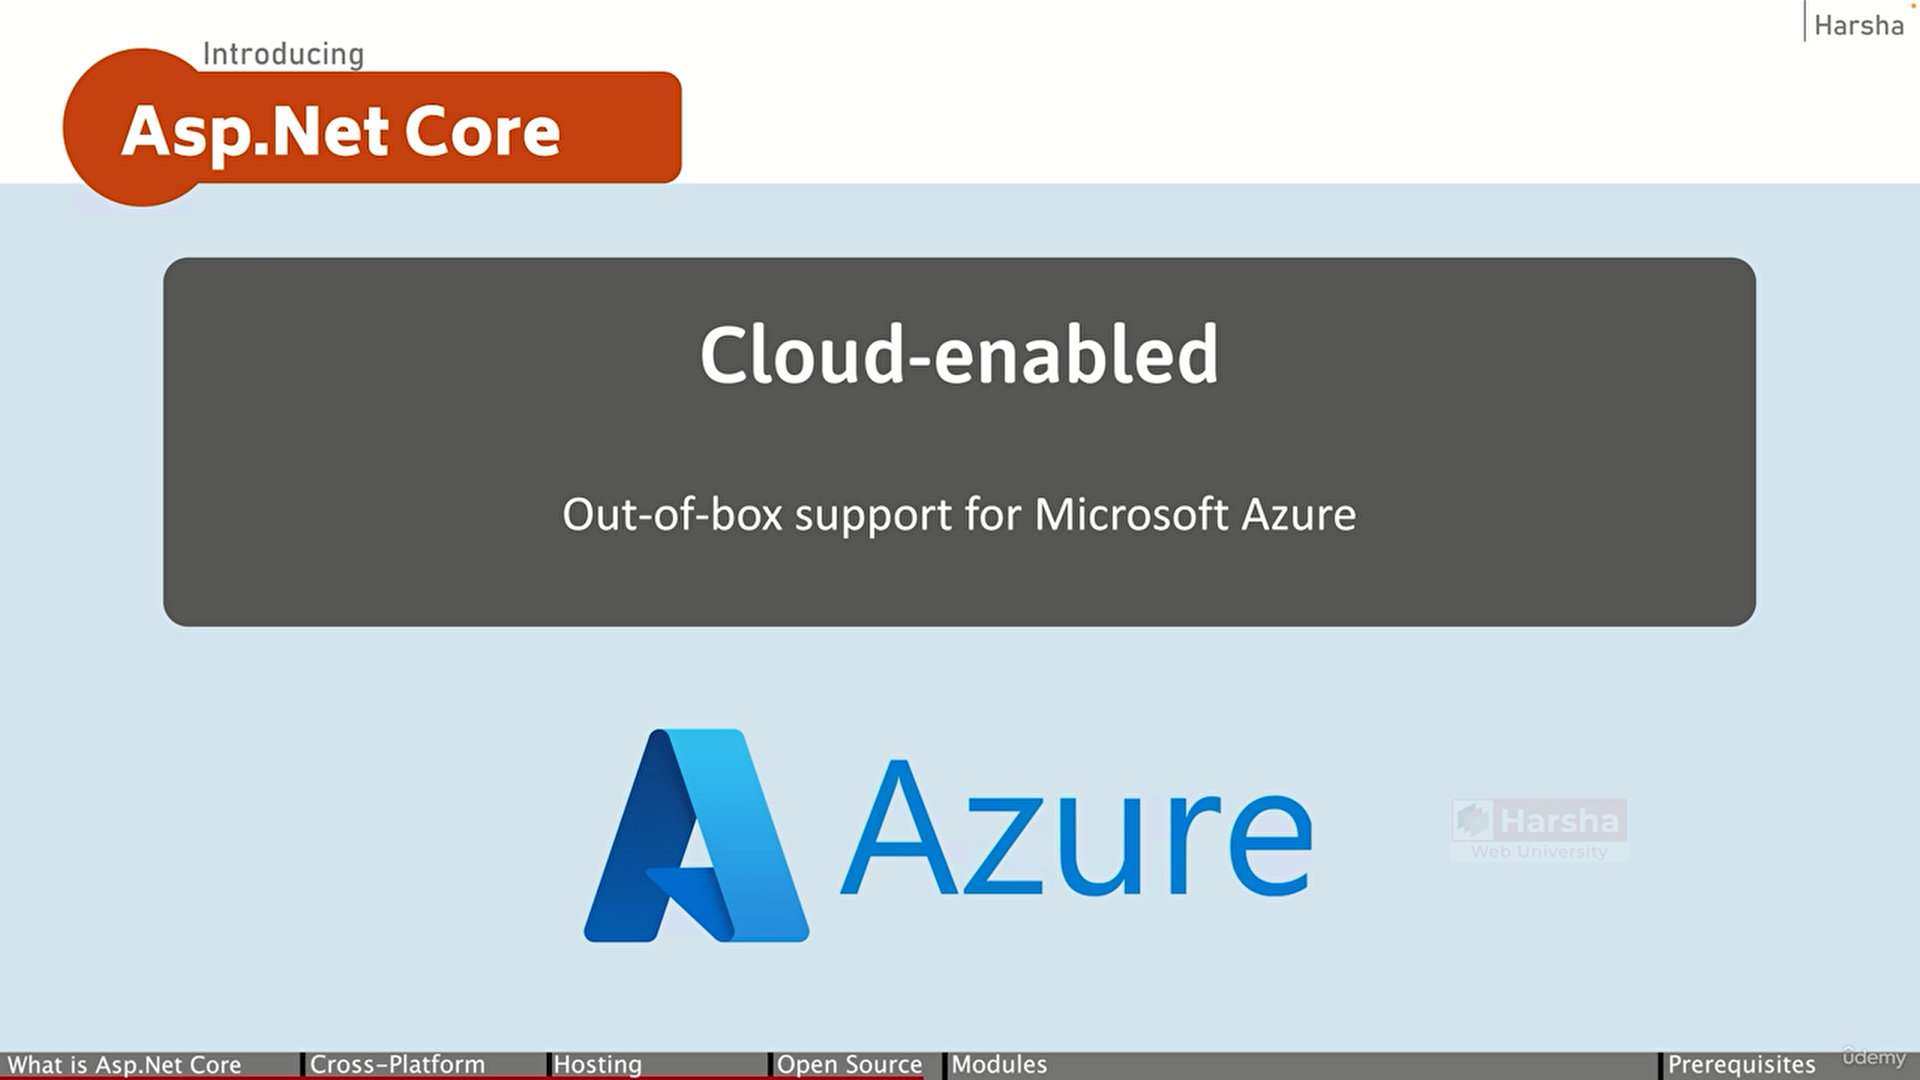 Harsha
Introducing
Asp.Net Core
Cloud-enabled
Out-of-box support for Microsoft Azure
Azure
Harsha
Web University
What is Asp.Net Core
Cross-Platform
Hosting
Open Source
Modules
Prerequisites
ûdemy